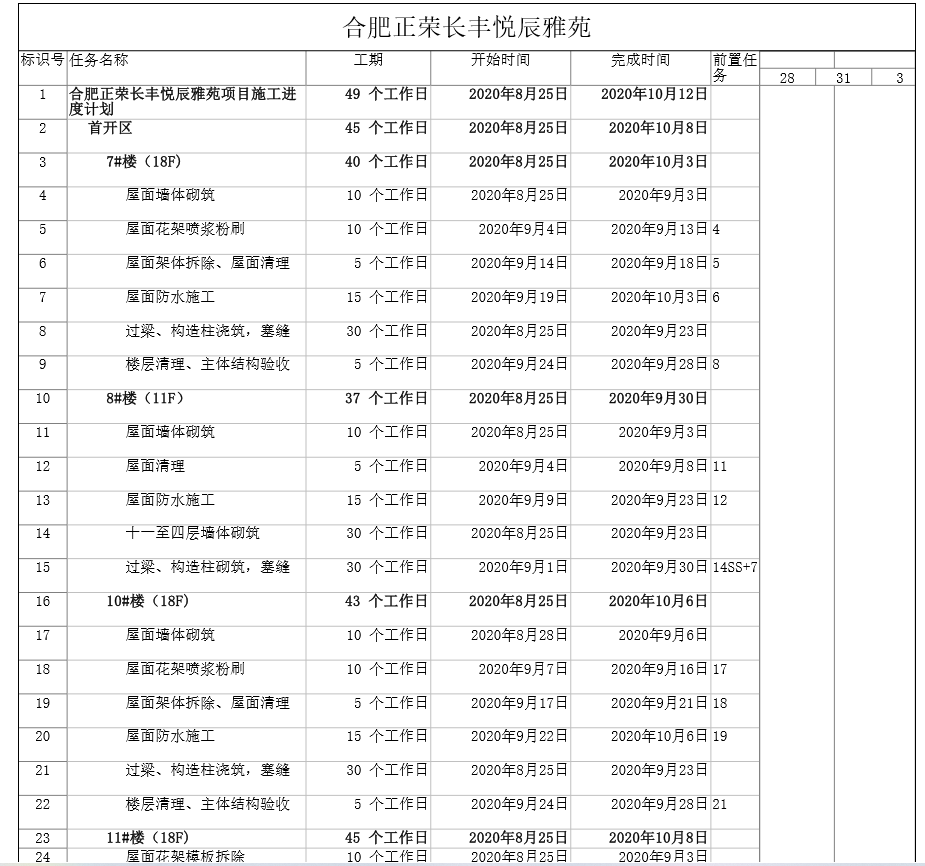 合肥正荣长丰悦辰雅苑
标识号 任务名称 工期 开始时间 完成时间 前置任务
28 31 3
1 合肥正荣长丰悦辰雅苑项目施工进度计划 49 个工作日 2020年8月25日 2020年10月12日
2 首开区 45 个工作日 2020年8月25日 2020年10月8日
3 7#楼（18F) 40 个工作日 2020年8月25日 2020年10月3日
4 屋面墙体砌筑 10 个工作日 2020年8月25日 2020年9月3日
5 屋面花架喷浆粉刷 10 个工作日 2020年9月4日 2020年9月13日 4
6 屋面架体拆除、屋面清理 5 个工作日 2020年9月14日 2020年9月18日 5
7 屋面防水施工 15 个工作日 2020年9月19日 2020年10月3日 6
8 过梁、构造柱浇筑，塞缝 30 个工作日 2020年8月25日 2020年9月23日
9 楼层清理、主体结构验收 5 个工作日 2020年9月24日 2020年9月28日 8
10 8#楼（11F） 37 个工作日 2020年8月25日 2020年9月30日
11 屋面墙体砌筑 10 个工作日 2020年8月25日 2020年9月3日
12 屋面清理 5 个工作日 2020年9月4日 2020年9月8日 11
13 屋面防水施工 15 个工作日 2020年9月9日 2020年9月23日 12
14 十一至四层墙体砌筑 30 个工作日 2020年8月25日 2020年9月23日
15 过梁、构造柱砌筑，塞缝 30 个工作日 2020年9月1日 2020年9月30日 14SS+7
16 10#楼（18F) 43 个工作日 2020年8月25日 2020年10月6日
17 屋面墙体砌筑 10 个工作日 2020年8月28日 2020年9月6日
18 屋面花架喷浆粉刷 10 个工作日 2020年9月7日 2020年9月16日 17
19 屋面架体拆除、屋面清理 5 个工作日 2020年9月17日 2020年9月21日 18
20 屋面防水施工 15 个工作日 2020年9月22日 2020年10月6日 19
21 过梁、构造柱浇筑，塞缝 30 个工作日 2020年8月25日 2020年9月23日
22 楼层清理、主体结构验收 5 个工作日 2020年9月24日 2020年9月28日 21
23 11#楼（18F) 45 个工作日 2020年8月25日 2020年10月8日
24 屋面花架模板拆除 10 个工作日 2020年8月25日 2020年9月3日